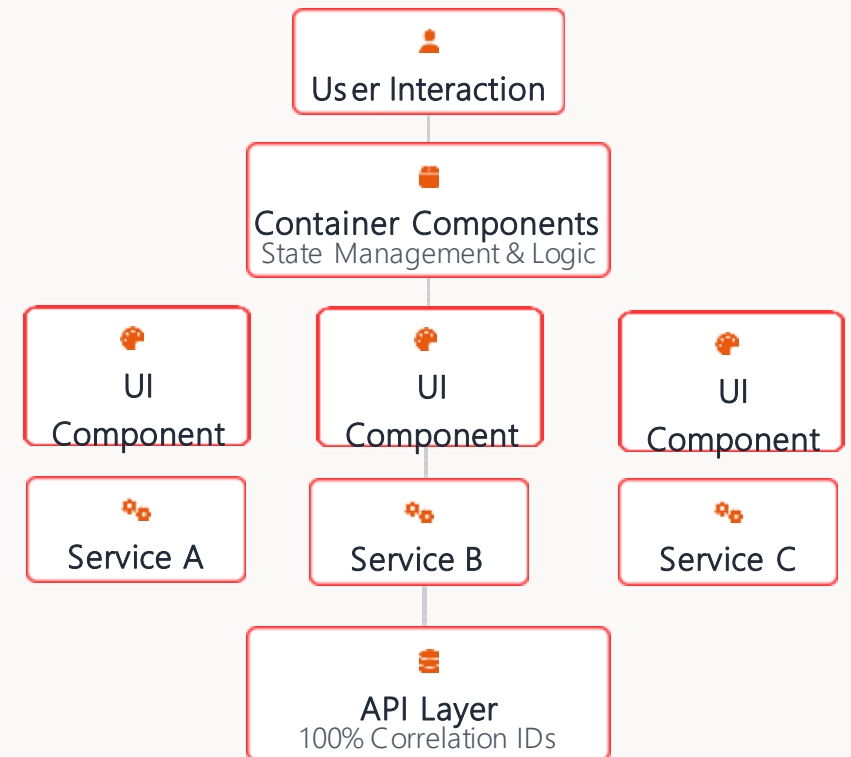 User Interaction
Container Components
State Management & Logic
UI
Component
UI
Component
UI
Component
Service A
Service B
Service C
API Layer
100% Correlation IDs